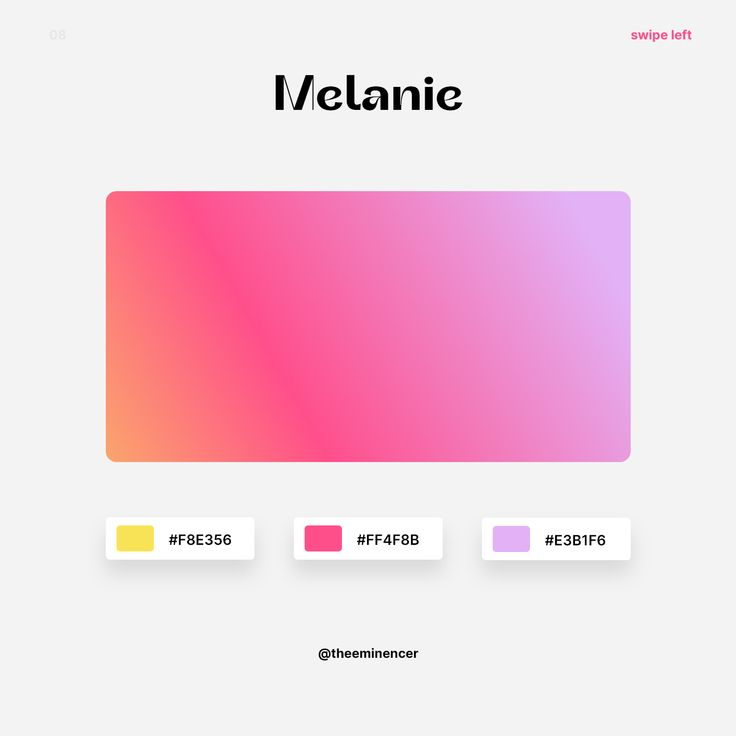 08
swipe left
Melanie
#F8E356
#FF4F8B
#E3B1F6
@theeminencer